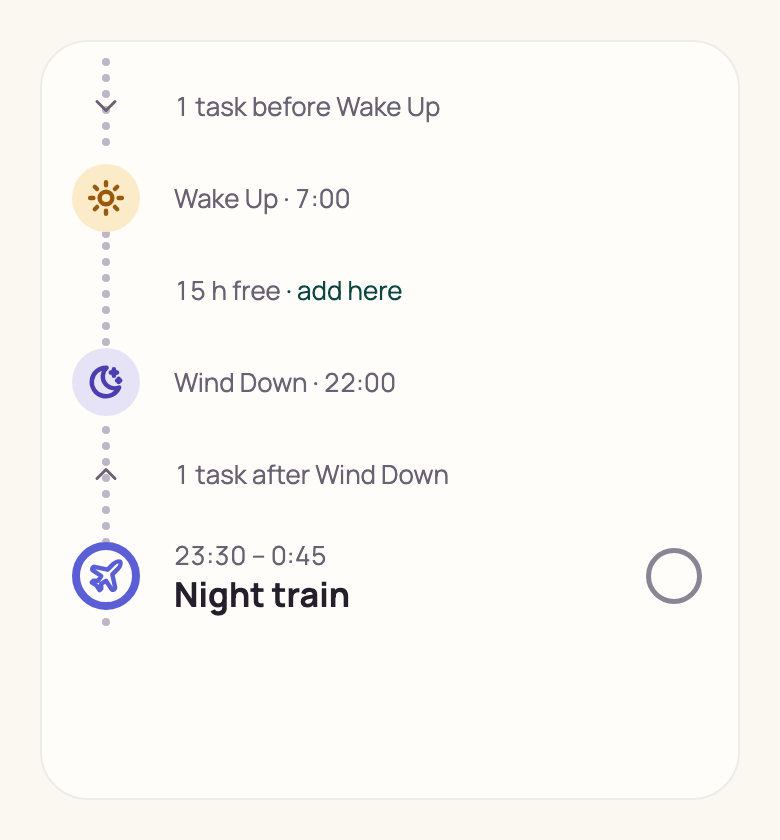 1 task before Wake Up
Wake Up · 7:00
15 h free · add here
Wind Down · 22:00
1 task after Wind Down
23:30 – 0:45
Night train